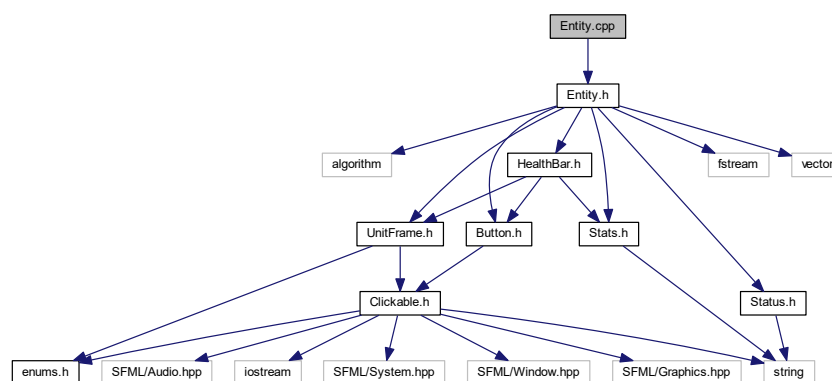 Entity.cpp
Entity.h
algorithm
HealthBar.h
fstream
vector
UnitFrame.h
Button.h
Stats.h
Clickable.h
Status.h
enums.h
SFML/Audio.hpp
iostream
SFML/System.hpp
SFML/Window.hpp
SFML/Graphics.hpp
string